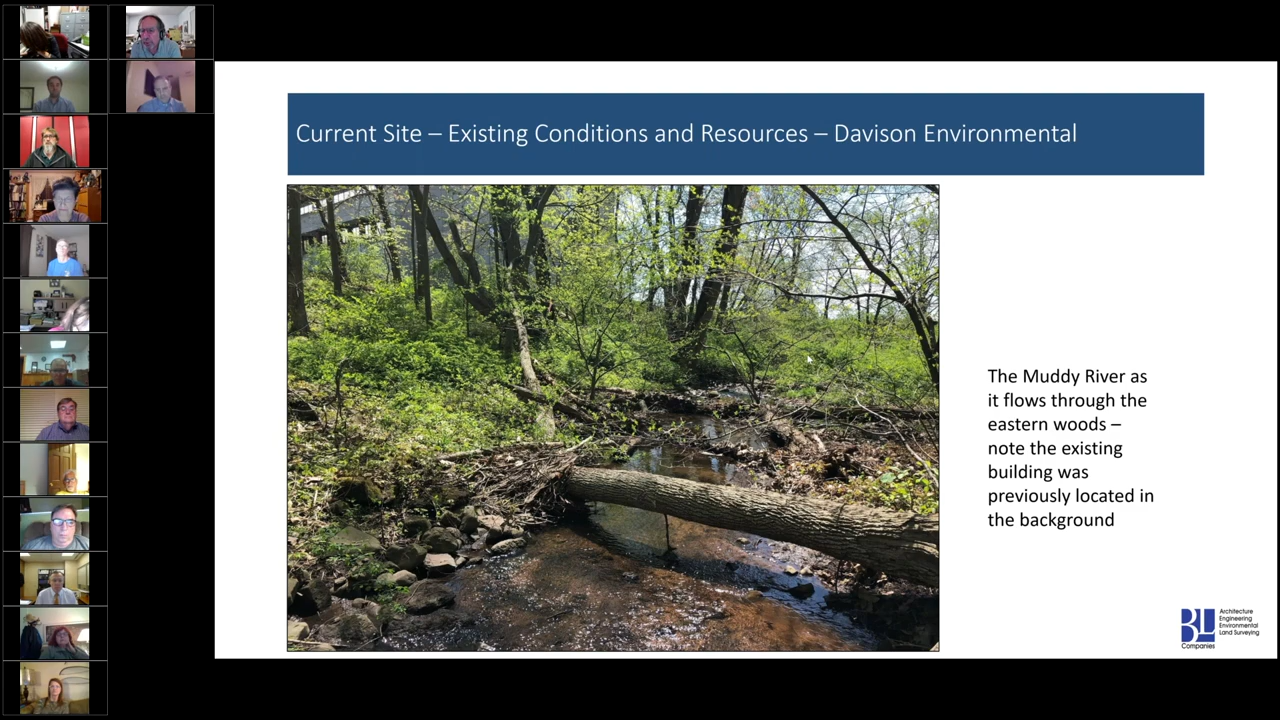 Current Site – Existing Conditions and Resources – Davison Environmental
The Muddy River as
it flows through the
eastern woods –
note the existing
building was
previously located in
the background
BL
Companies
Architecture
Engineering
Environmental
Land Surveying